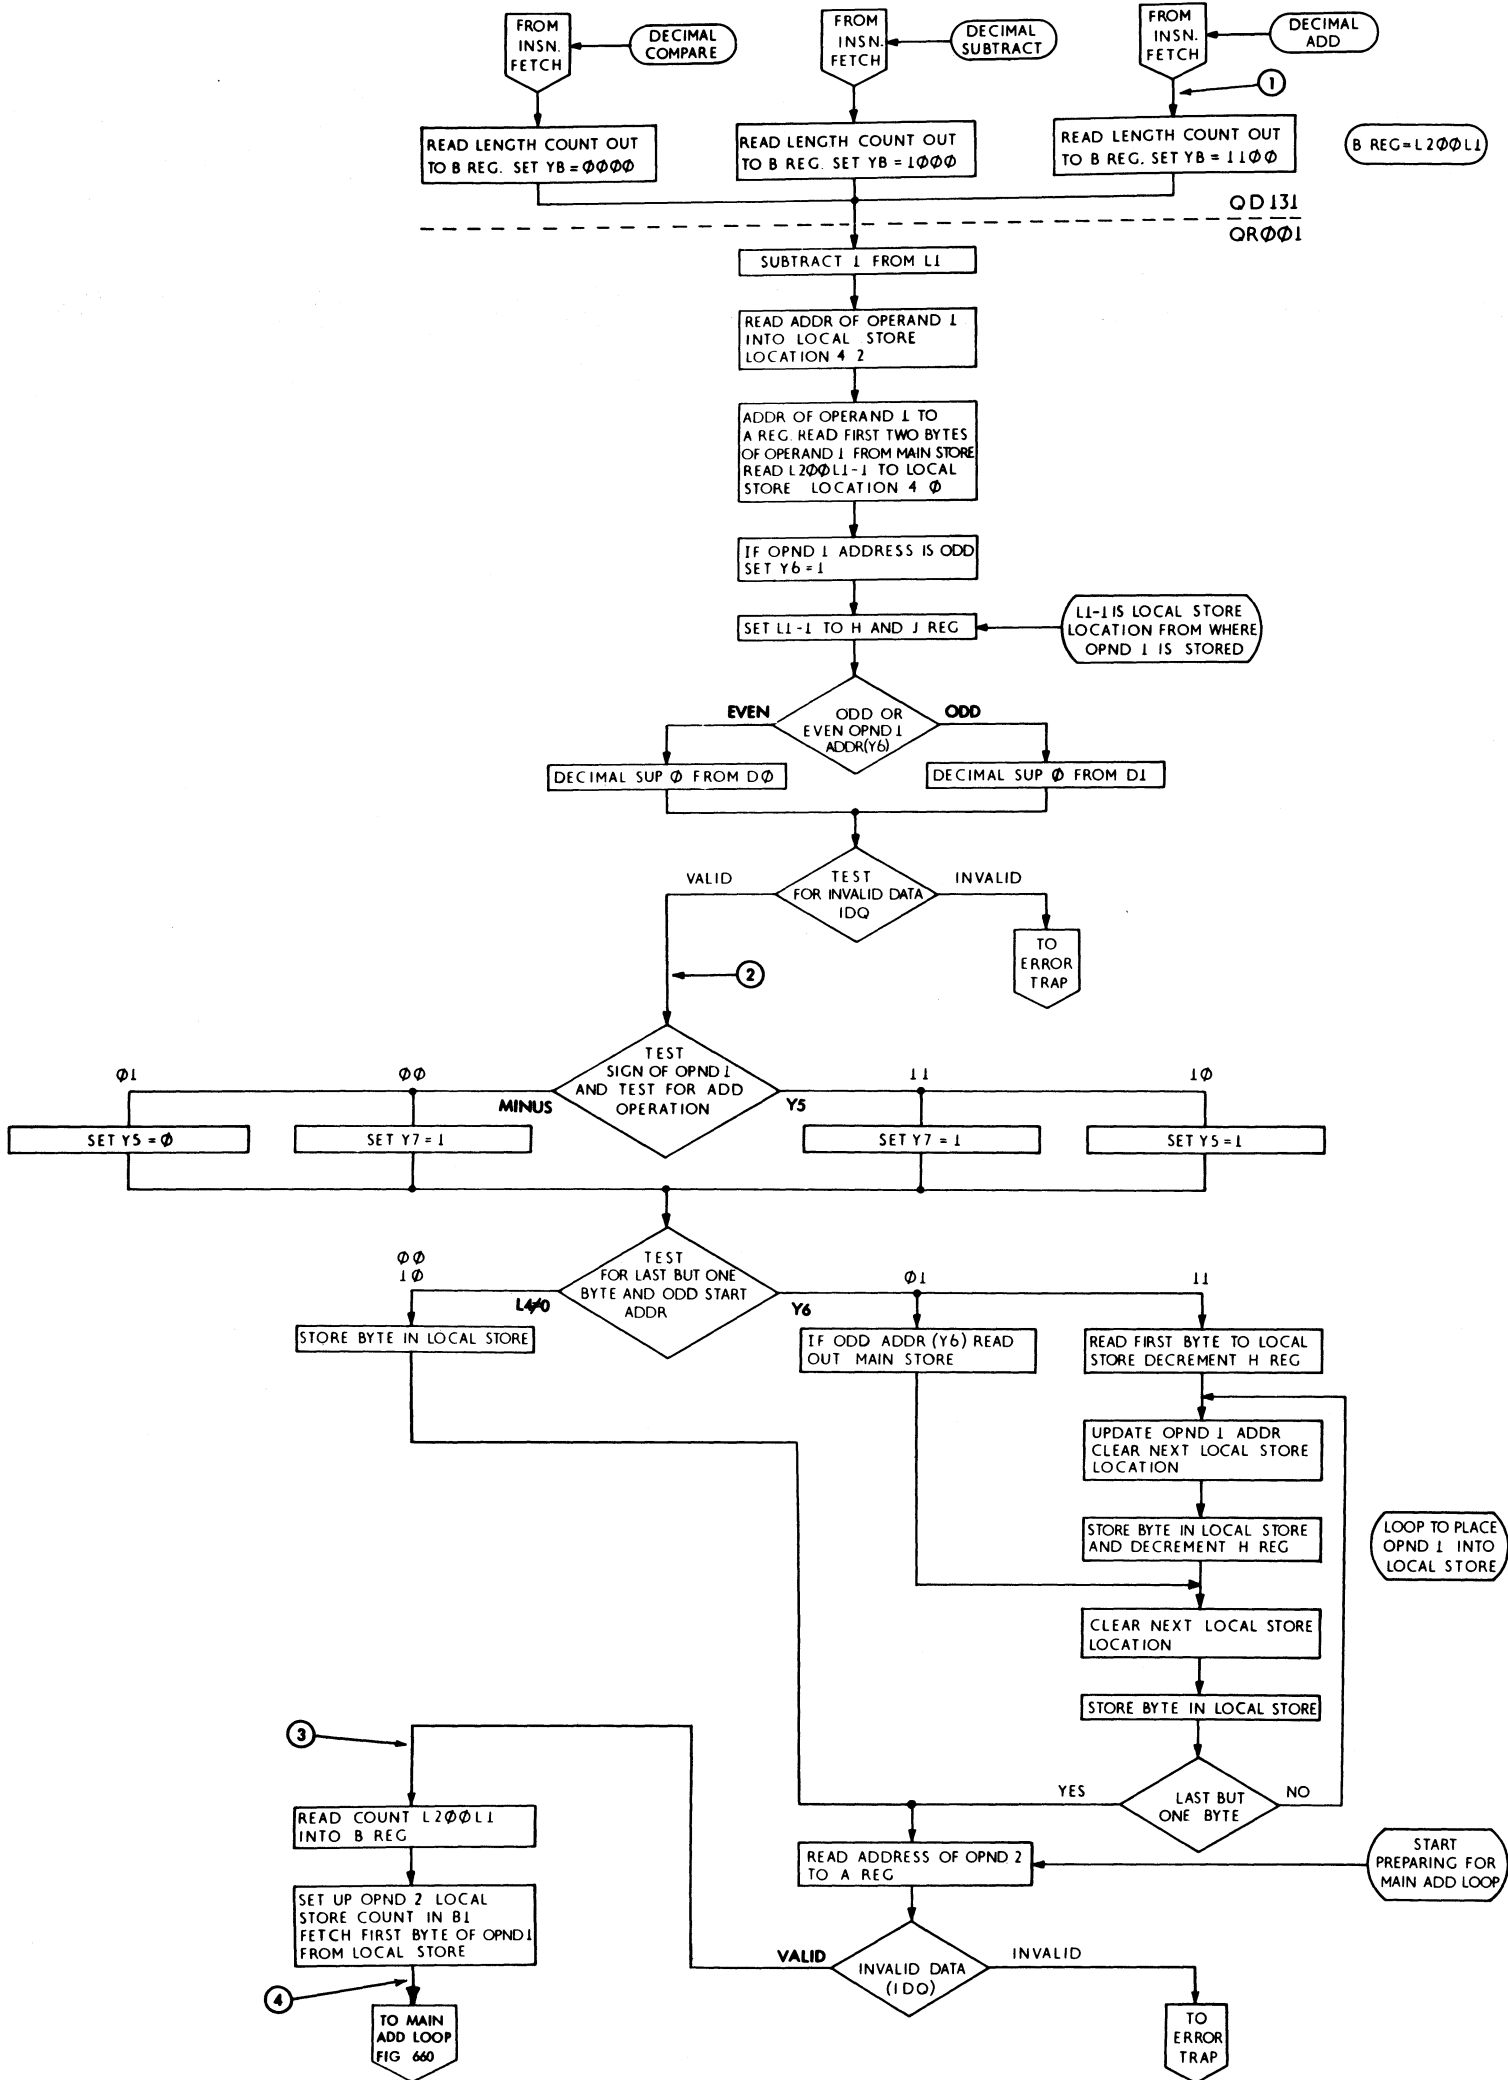 FROM
INSN.
FETCH
DECIMAL
COMPARE
FROM
INSN.
FETCH
DECIMAL
SUBTRACT
FROM
INSN.
FETCH
DECIMAL
ADD
1
READ LENGTH COUNT OUT
TO B REG. SET YB = ØØØØ
READ LENGTH COUNT OUT
TO B REG. SET YB = 1ØØØ
READ LENGTH COUNT OUT
TO B REG. SET YB = 11ØØ
B REG=L2ØØL1
QD131
QRØØ1
SUBTRACT 1 FROM L1
READ ADDR OF OPERAND 1
INTO LOCAL STORE
LOCATION 4 2
ADDR OF OPERAND 1 TO
A REG. READ FIRST TWO BYTES
OF OPERAND 1 FROM MAIN STORE
READ L2ØØL1-1 TO LOCAL
STORE LOCATION 4 Ø
IF OPND 1 ADDRESS IS ODD
SET Y6 = 1
SET L1-1 TO H AND J REG
L1-1 IS LOCAL STORE
LOCATION FROM WHERE
OPND 1 IS STORED
EVEN
ODD OR
EVEN OPND 1
ADDR(Y6)
ODD
DECIMAL SUP Ø FROM DØ
DECIMAL SUP Ø FROM D1
VALID
TEST
FOR INVALID DATA
IDQ
INVALID
TO
ERROR
TRAP
2
TEST
SIGN OF OPND 1
AND TEST FOR ADD
OPERATION
Ø1
ØØ
MINUS
Y5
11
1Ø
SET Y5 = Ø
SET Y7 = 1
SET Y7 = 1
SET Y5 = 1
ØØ
1Ø
L4≠0
TEST
FOR LAST BUT ONE
BYTE AND ODD START
ADDR
Y6
Ø1
11
STORE BYTE IN LOCAL STORE
IF ODD ADDR (Y6) READ
OUT MAIN STORE
READ FIRST BYTE TO LOCAL
STORE DECREMENT H REG
UPDATE OPND 1 ADDR
CLEAR NEXT LOCAL STORE
LOCATION
STORE BYTE IN LOCAL STORE
AND DECREMENT H REG
LOOP TO PLACE
OPND 1 INTO
LOCAL STORE
CLEAR NEXT LOCAL STORE
LOCATION
STORE BYTE IN LOCAL STORE
3
YES
LAST BUT
ONE BYTE
NO
READ COUNT L2ØØL1
INTO B REG
READ ADDRESS OF OPND 2
TO A REG
START
PREPARING FOR
MAIN ADD LOOP
SET UP OPND 2 LOCAL
STORE COUNT IN B1
FETCH FIRST BYTE OF OPND1
FROM LOCAL STORE
VALID
INVALID DATA
(IDQ)
INVALID
4
TO MAIN
ADD LOOP
FIG 660
TO
ERROR
TRAP